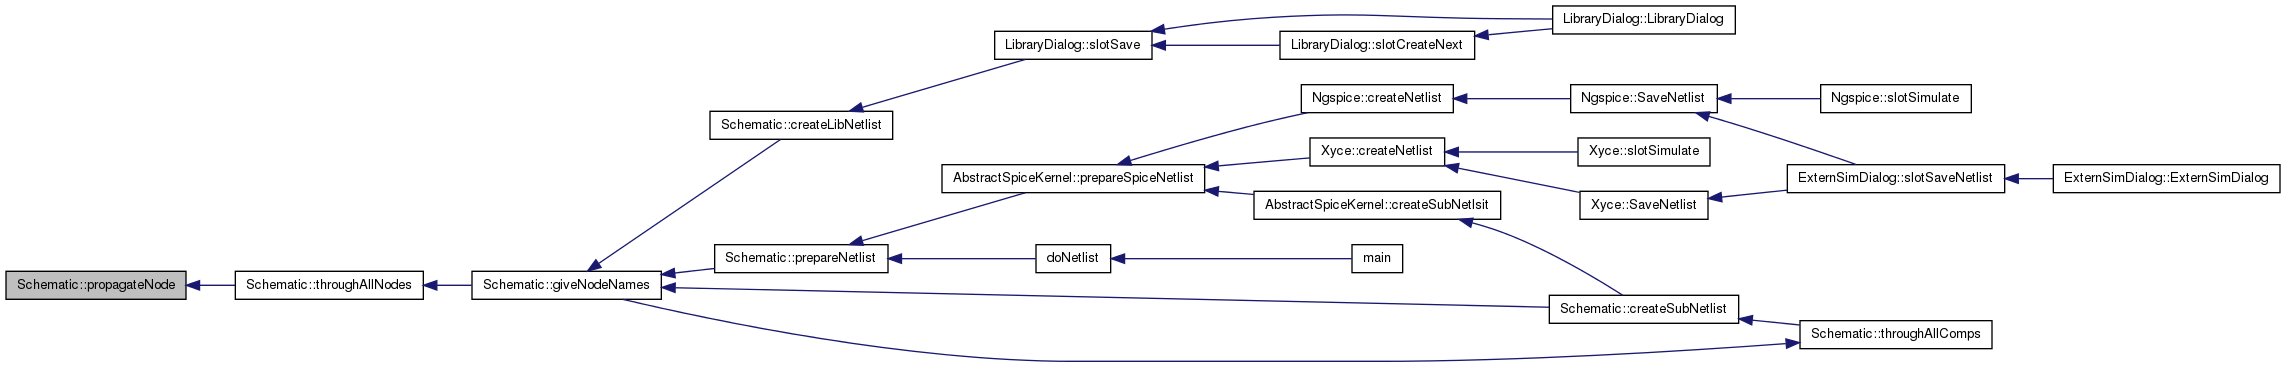 LibraryDialog::LibraryDialog
LibraryDialog::slotSave
LibraryDialog::slotCreateNext
Ngspice::createNetlist
Ngspice::SaveNetlist
Ngspice::slotSimulate
Schematic::createLibNetlist
Xyce::createNetlist
Xyce::slotSimulate
AbstractSpiceKernel::prepareSpiceNetlist
ExternSimDialog::slotSaveNetlist
ExternSimDialog::ExternSimDialog
AbstractSpiceKernel::createSubNetlsit
Xyce::SaveNetlist
Schematic::prepareNetlist
doNetlist
main
Schematic::propagateNode
Schematic::throughAllNodes
Schematic::giveNodeNames
Schematic::createSubNetlist
Schematic::throughAllComps